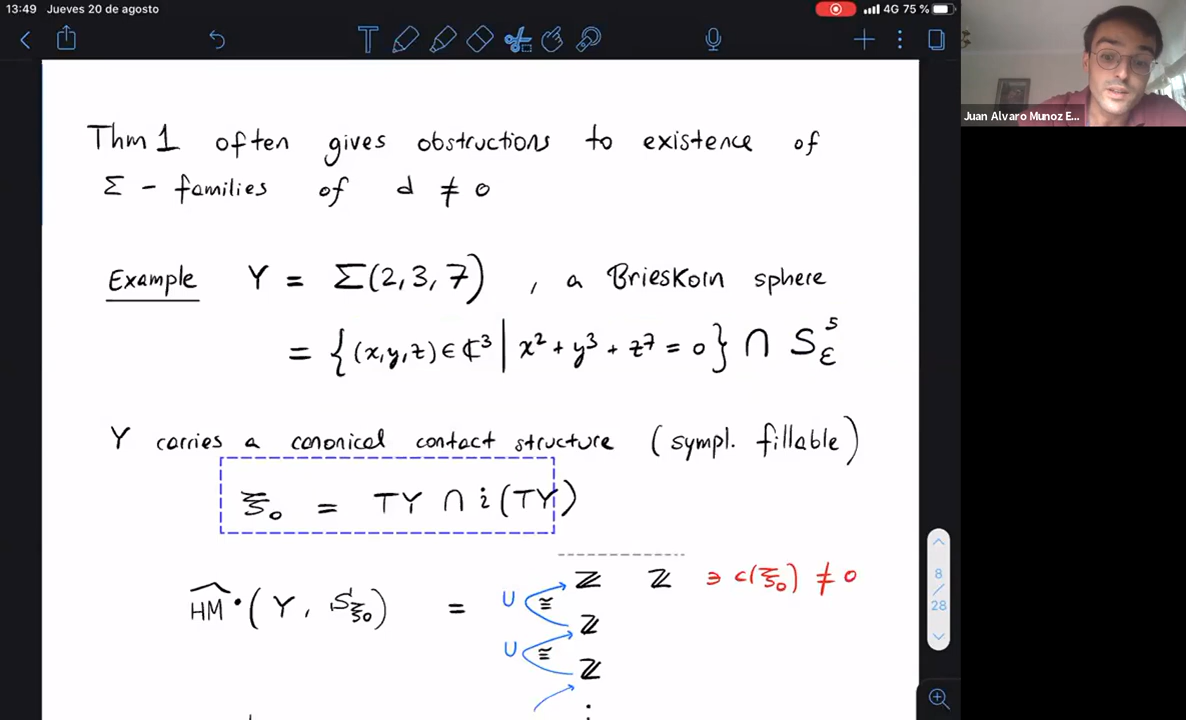 13:49 Jueves 20 de agosto
4G 75 %
Juan Alvaro Munoz E...
Thm 1 often gives obstructions to existence of
Σ - families of d ≠ 0
Example Y = Σ(2,3,7) , a Brieskorn sphere
= {(x,y,z) ∈ ℂ³ | x² + y³ + z⁷ = 0} ∩ S_ε⁵
Y carries a canonical contact structure (sympl. fillable)
ξ₀ = TY ∩ i(TY)
ℤ ℤ ∋ c(ξ₀) ≠ 0
U ≅
\widehat{HM}^•(Y, S_ξ₀) = ℤ
U ≅
ℤ
⋮
8
/
28